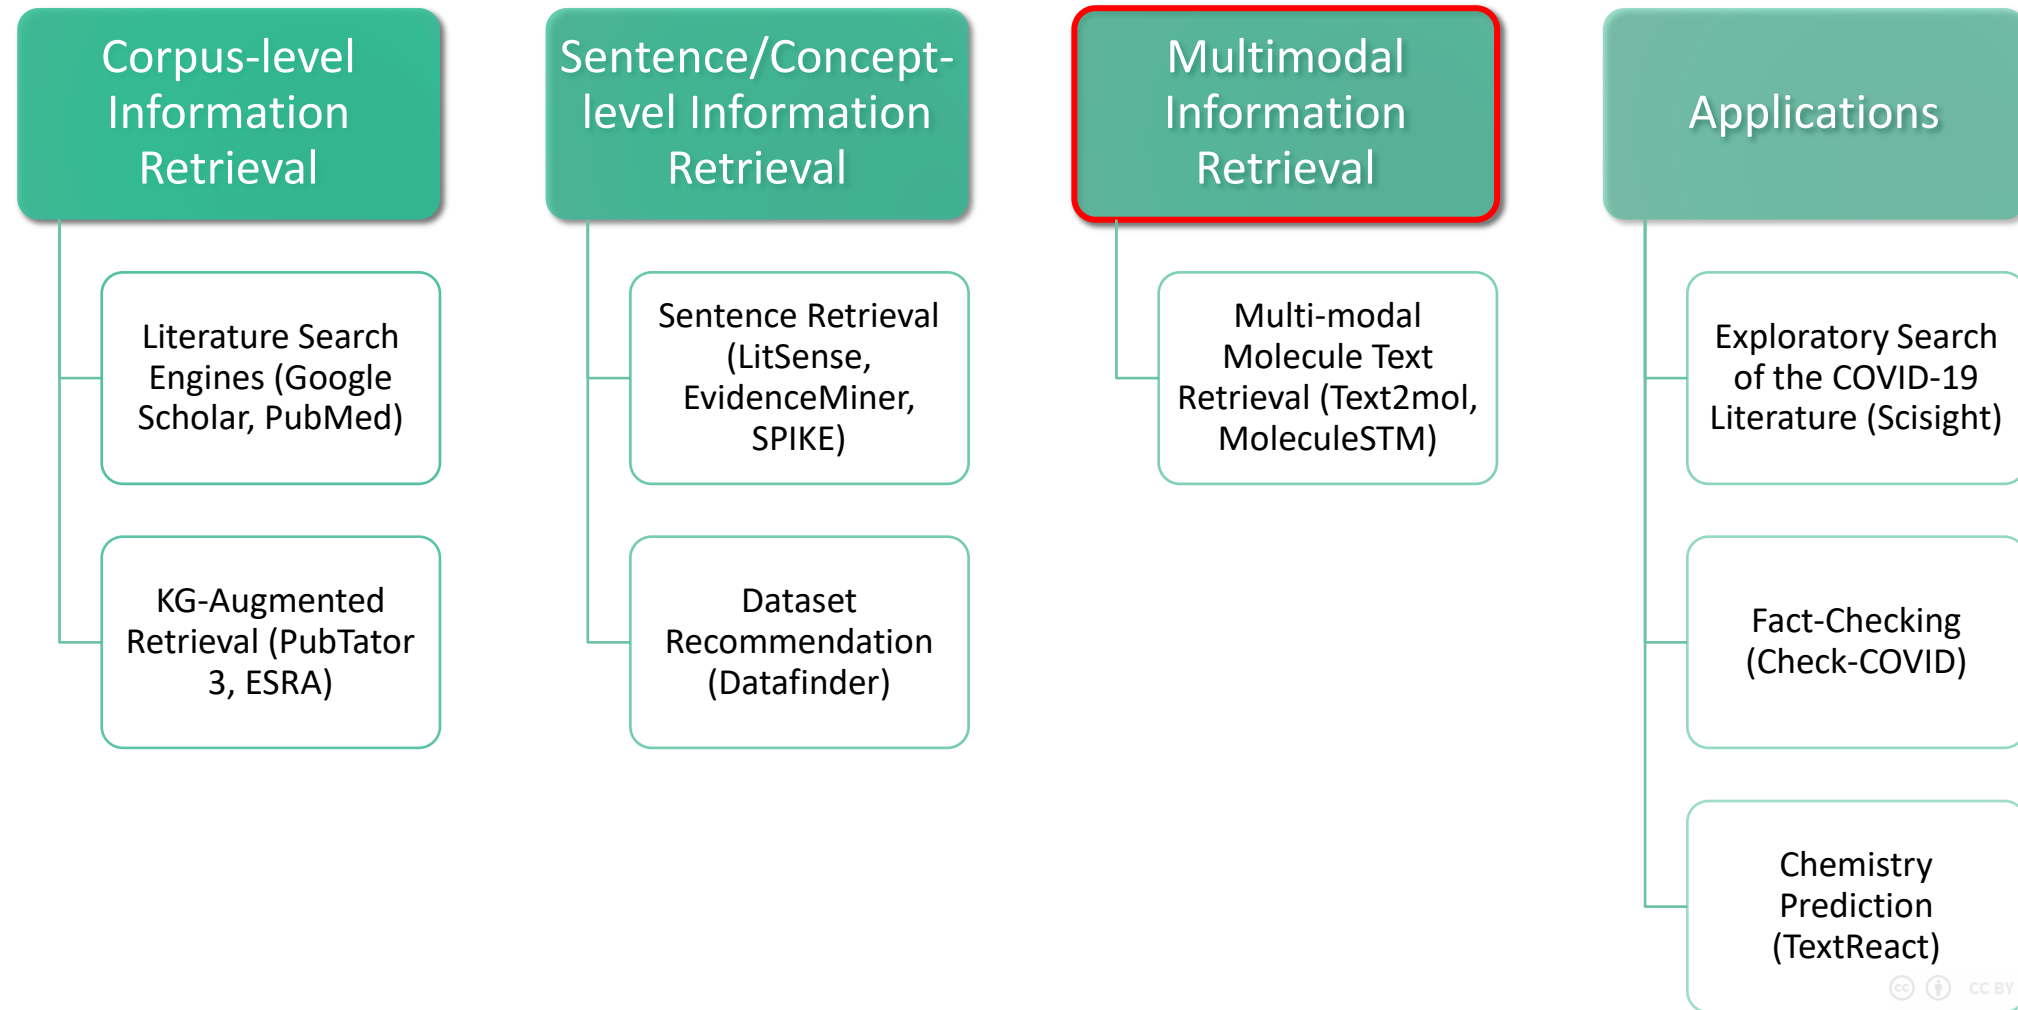 Corpus-level
Information
Retrieval
Literature Search
Engines (Google
Scholar, PubMed)
KG-Augmented
Retrieval (PubTator
3, ESRA)
Sentence/Concept-
level Information
Retrieval
Sentence Retrieval
(LitSense,
EvidenceMiner,
SPIKE)
Dataset
Recommendation
(Datafinder)
Multimodal
Information
Retrieval
Multi-modal
Molecule Text
Retrieval (Text2mol,
MoleculeSTM)
Applications
Exploratory Search
of the COVID-19
Literature (Scisight)
Fact-Checking
(Check-COVID)
Chemistry
Prediction
(TextReact)
CC BY